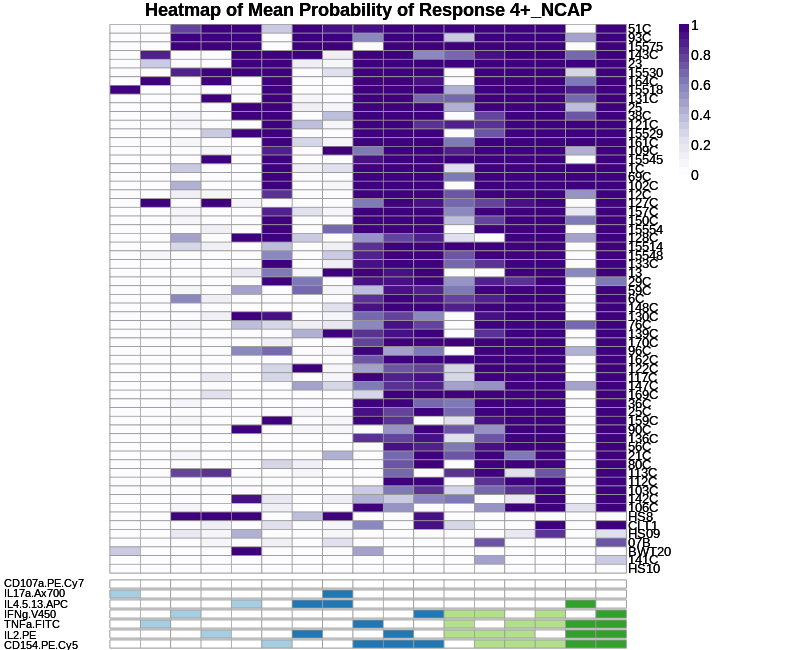 Heatmap of Mean Probability of Response 4+_NCAP
51C
93C
15575
143C
23
15530
164C
15518
131C
25
38C
121C
15529
161C
109C
15545
1C
69C
102C
12C
127C
157C
150C
15554
128C
15514
15548
133C
13
29C
59C
6C
148C
130C
76C
139C
170C
96C
162C
122C
117C
147C
169C
36C
25C
159C
90C
136C
56C
21C
80C
113C
112C
103C
142C
106C
HS8
CLT1
HS09
07B
BWT20
141C
HS10
1
0.8
0.6
0.4
0.2
0
CD107a.PE.Cy7
IL17a.Ax700
IL4.5.13.APC
IFNg.V450
TNFa.FITC
IL2.PE
CD154.PE.Cy5